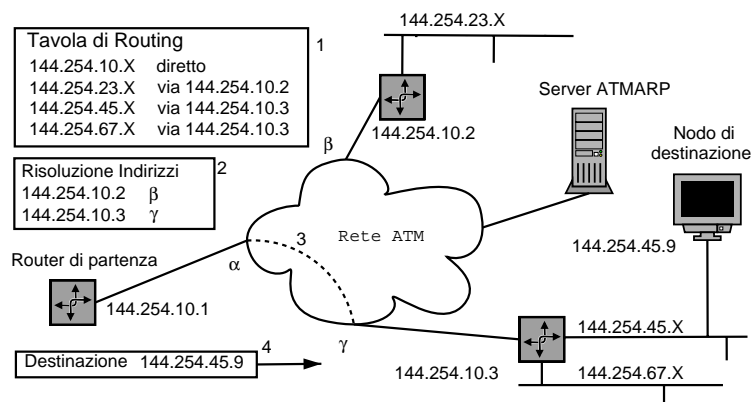 144.254.23.X
Tavola di Routing
1
144.254.10.X diretto
144.254.23.X via 144.254.10.2
144.254.45.X via 144.254.10.3
144.254.67.X via 144.254.10.3
Server ATMARP
144.254.10.2
Nodo di
destinazione
β
Risoluzione Indirizzi
2
144.254.10.2 β
144.254.10.3 γ
3
Rete ATM
144.254.45.9
Router di partenza
α
144.254.10.1
144.254.45.X
γ
4
Destinazione 144.254.45.9
144.254.10.3
144.254.67.X